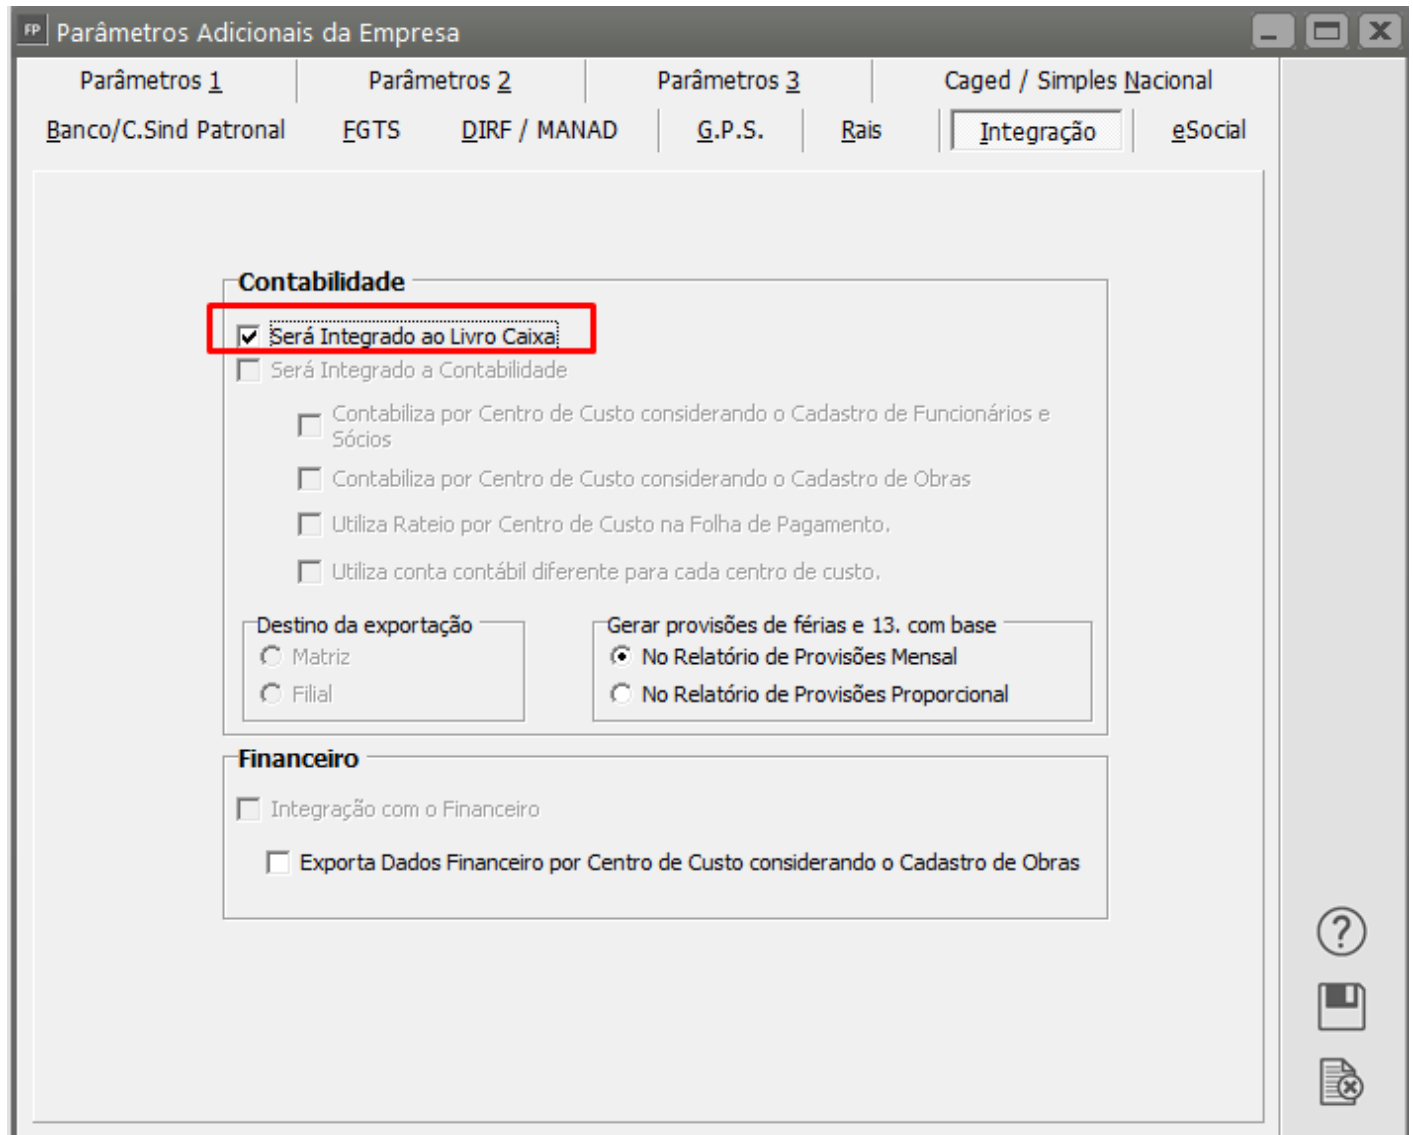 FP Parâmetros Adicionais da Empresa
Parâmetros 1 Parâmetros 2 Parâmetros 3 Caged / Simples Nacional
Banco/C.Sind Patronal FGTS DIRF / MANAD G.P.S. Rais Integração eSocial
Contabilidade
Será Integrado ao Livro Caixa
Será Integrado a Contabilidade
Contabiliza por Centro de Custo considerando o Cadastro de Funcionários e
Sócios
Contabiliza por Centro de Custo considerando o Cadastro de Obras
Utiliza Rateio por Centro de Custo na Folha de Pagamento.
Utiliza conta contábil diferente para cada centro de custo.
Destino da exportação
Matriz
Filial
Gerar provisões de férias e 13. com base
No Relatório de Provisões Mensal
No Relatório de Provisões Proporcional
Financeiro
Integração com o Financeiro
Exporta Dados Financeiro por Centro de Custo considerando o Cadastro de Obras